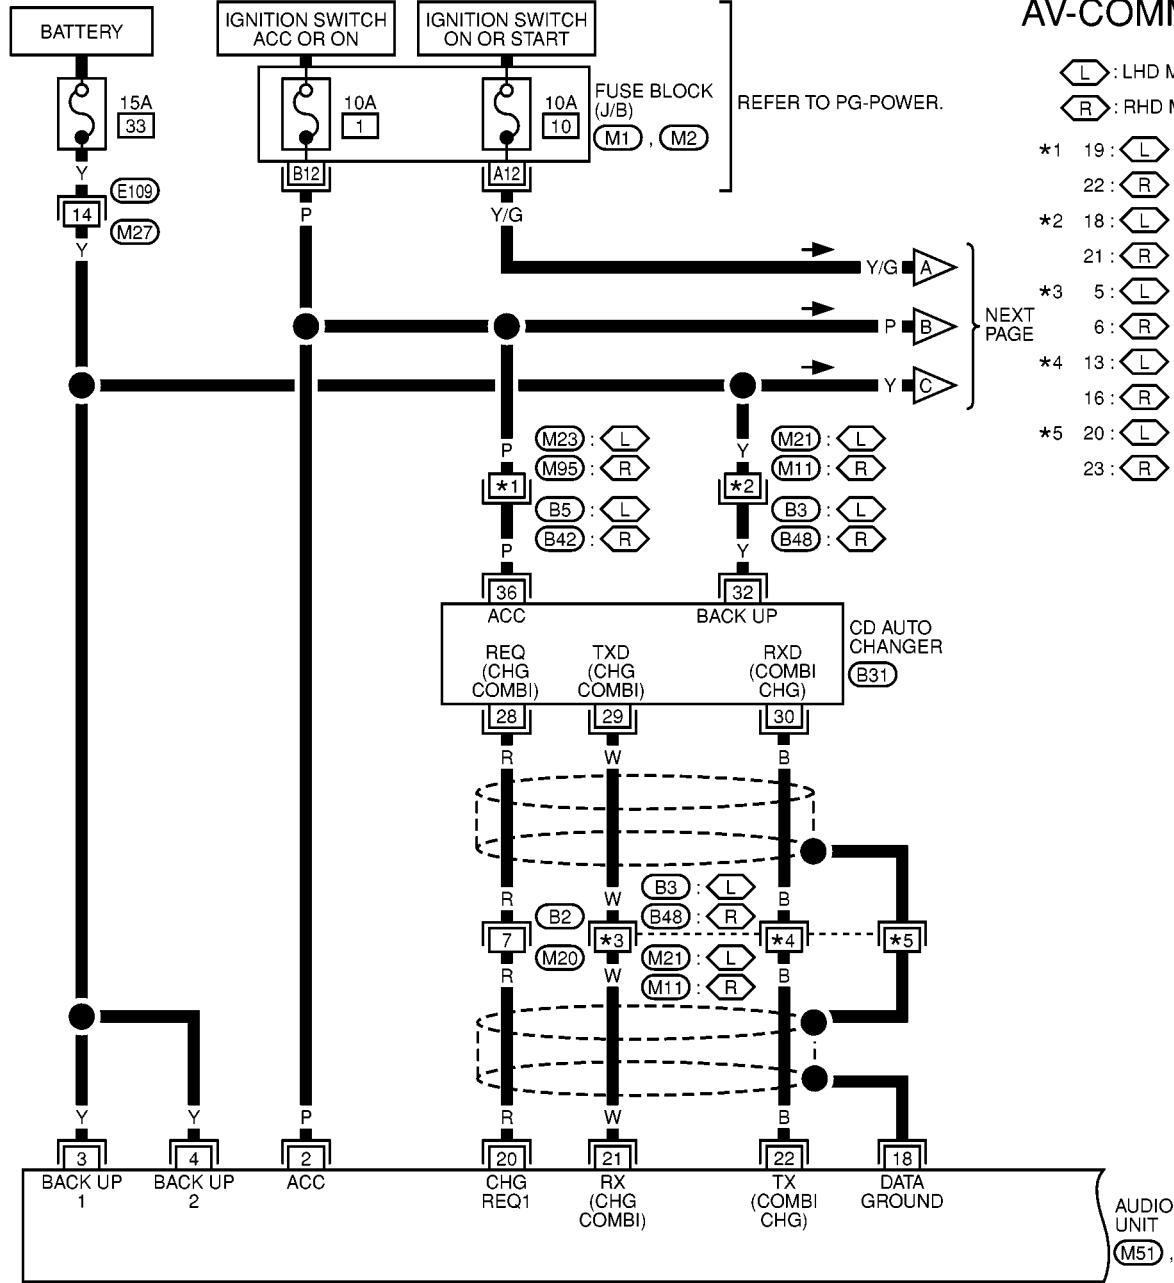 AV-COMM
BATTERY
IGNITION SWITCH
ACC OR ON
IGNITION SWITCH
ON OR START
L : LHD M
R : RHD M
15A
33
10A
1
10A
10
FUSE BLOCK
(J/B)
M1 , M2
REFER TO PG-POWER.
*1 19 : L
22 : R
*2 18 : L
21 : R
*3 5 : L
6 : R
*4 13 : L
16 : R
*5 20 : L
23 : R
B12
A12
Y
E109
14
M27
Y
P
Y/G
Y/G A
P B
Y C
NEXT
PAGE
P
M23 : L
M95 : R
*1
B5 : L
B42 : R
P
Y
M21 : L
M11 : R
*2
B3 : L
B48 : R
Y
36
32
ACC
BACK UP
CD AUTO
CHANGER
B31
REQ
(CHG
COMBI)
TXD
(CHG
COMBI)
RXD
(COMBI
CHG)
28
29
30
R
W
B
R
W
B
B2
B3 : L
B48 : R
7
*3
*4
*5
M20
M21 : L
M11 : R
R
W
B
Y
Y
P
R
W
B
3
4
2
20
21
22
18
BACK UP
1
BACK UP
2
ACC
CHG
REQ1
RX
(CHG
COMBI)
TX
(COMBI
CHG)
DATA
GROUND
AUDIO
UNIT
M51 ,